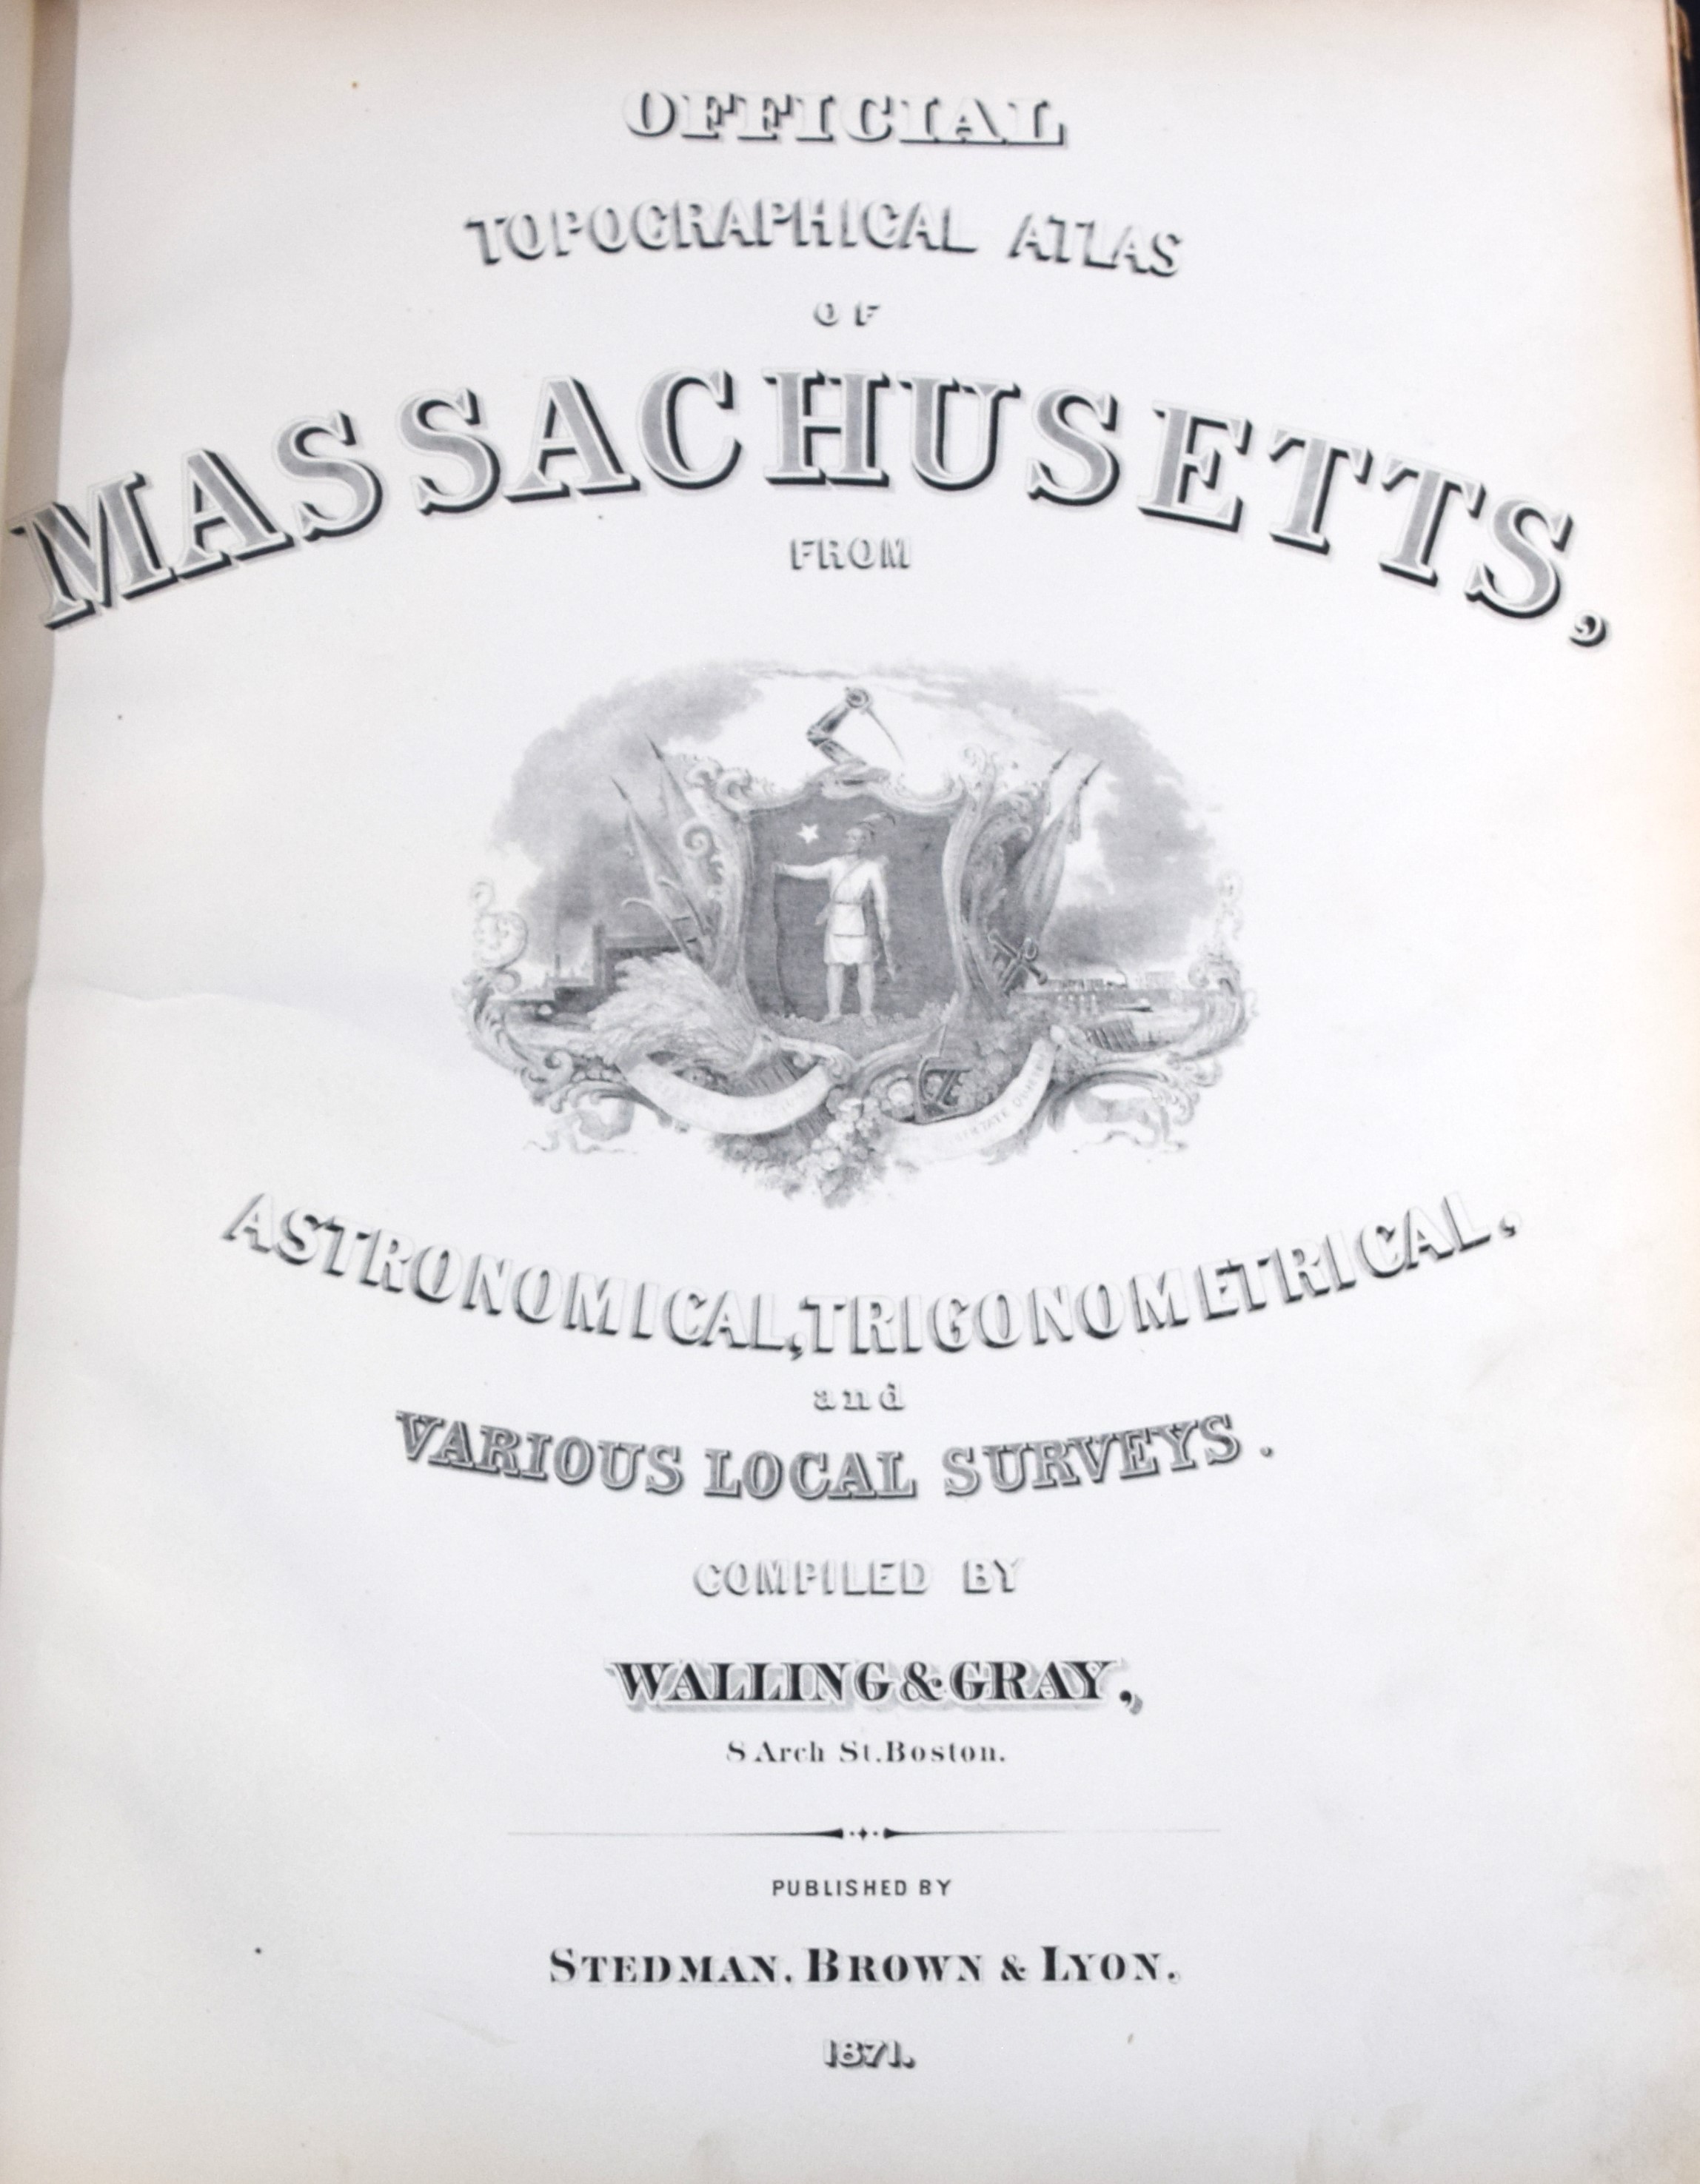 OFFICIAL
TOPOGRAPHICAL ATLAS
OF
MASSACHUSETTS,
FROM
ASTRONOMICAL, TRIGONOMETRICAL,
and
VARIOUS LOCAL SURVEYS.
COMPILED BY
WALLING & GRAY,
8 Arch St. Boston.
PUBLISHED BY
STEDMAN, BROWN & LYON.
1871.